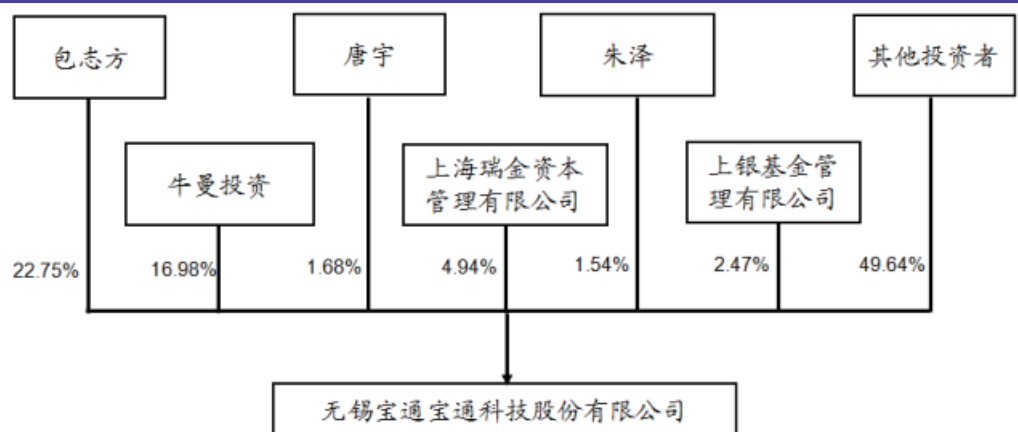 包志方
唐宇
朱泽
其他投资者
牛曼投资
上海瑞金资本
管理有限公司
上银基金管
理有限公司
22.75%
16.98%
1.68%
4.94%
1.54%
2.47%
49.64%
无锡宝通宝通科技股份有限公司